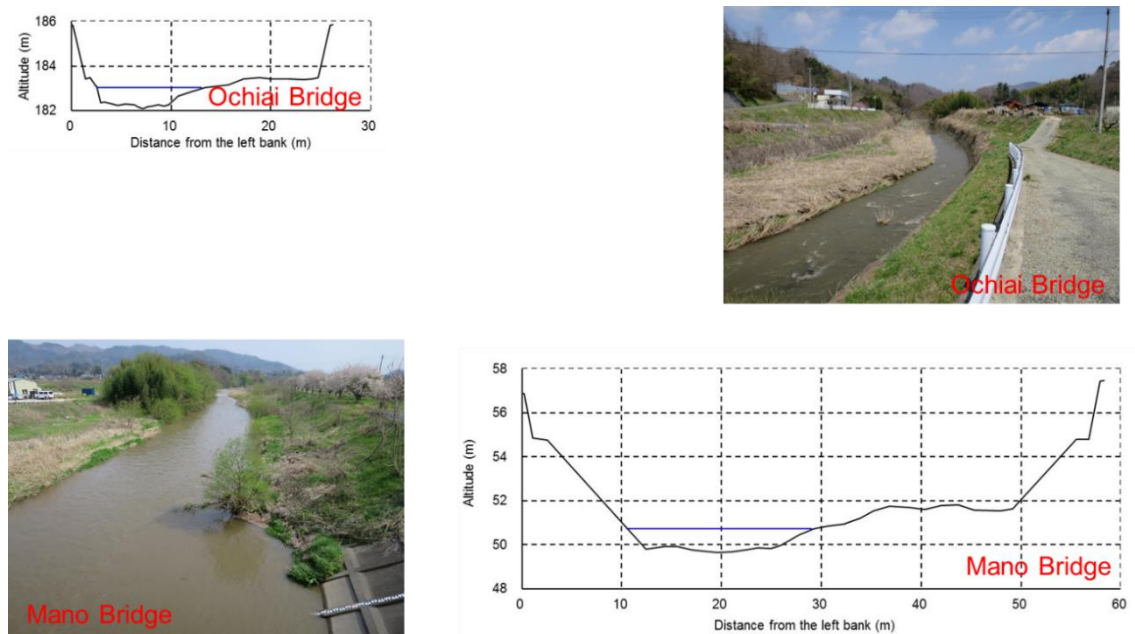 186
184
182
Altitude (m)
Ochiai Bridge
0 10 20 30
Distance from the left bank (m)
Ochiai Bridge
Mano Bridge
58
56
54
52
50
48
Altitude (m)
Mano Bridge
0 10 20 30 40 50 60
Distance from the left bank (m)